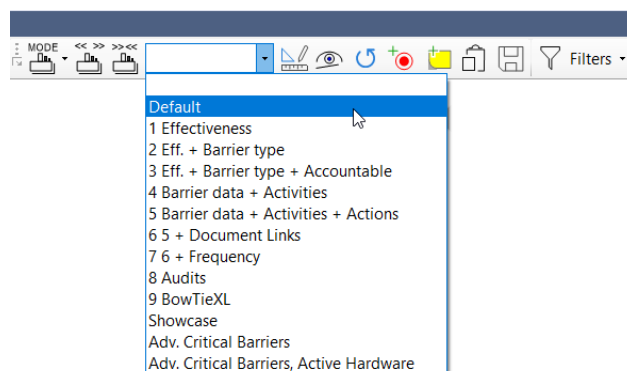 MODE << >> >><<
Filters
Default
1 Effectiveness
2 Eff. + Barrier type
3 Eff. + Barrier type + Accountable
4 Barrier data + Activities
5 Barrier data + Activities + Actions
6 5 + Document Links
7 6 + Frequency
8 Audits
9 BowTieXL
Showcase
Adv. Critical Barriers
Adv. Critical Barriers, Active Hardware